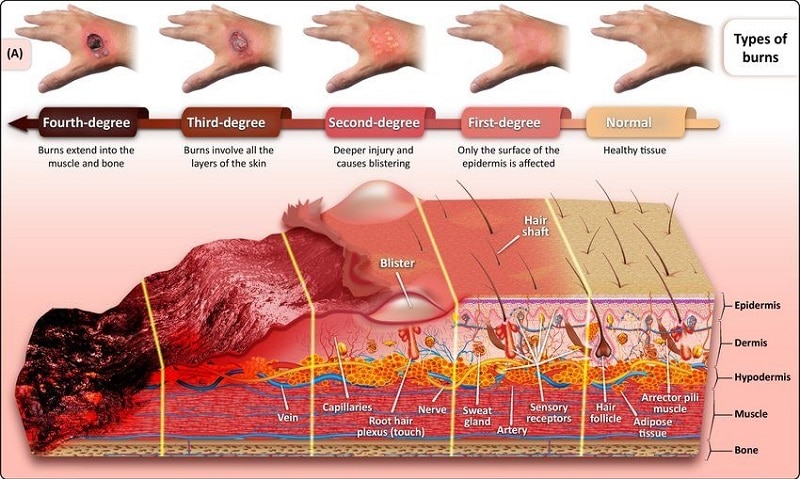 (A)
Types of
burns
Fourth-degree
Third-degree
Second-degree
First-degree
Normal
Burns extend into the
muscle and bone
Burns involve all the
layers of the skin
Deeper injury and
causes blistering
Only the surface of the
epidermis is affected
Healthy tissue
Hair
shaft
Blister
Epidermis
Dermis
Hypodermis
Muscle
Bone
Vein
Capillaries
Root hair
plexus (touch)
Nerve
Sweat
gland
Artery
Sensory
receptors
Hair
follicle
Arrector pili
muscle
Adipose
tissue